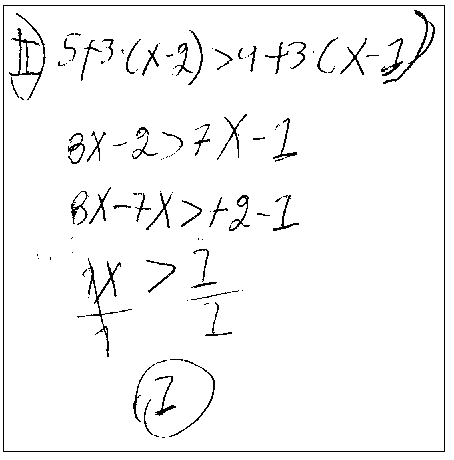 II) 5+3·(x-2)>4+3·(x-1)
8x-2>7x-1
8x-7x>+2-1
1x/1 > 1/1
1